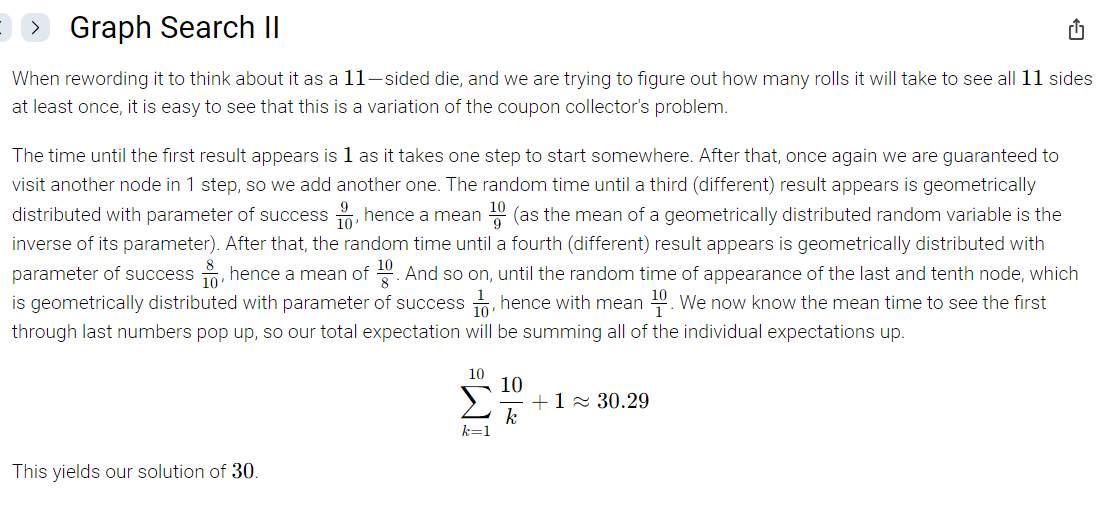 Graph Search II
When rewording it to think about it as a 11−sided die, and we are trying to figure out how many rolls it will take to see all 11 sides
at least once, it is easy to see that this is a variation of the coupon collector's problem.
The time until the first result appears is 1 as it takes one step to start somewhere. After that, once again we are guaranteed to
visit another node in 1 step, so we add another one. The random time until a third (different) result appears is geometrically
distributed with parameter of success 9/10, hence a mean 10/9 (as the mean of a geometrically distributed random variable is the
inverse of its parameter). After that, the random time until a fourth (different) result appears is geometrically distributed with
parameter of success 8/10, hence a mean of 10/8. And so on, until the random time of appearance of the last and tenth node, which
is geometrically distributed with parameter of success 1/10, hence with mean 10/1. We now know the mean time to see the first
through last numbers pop up, so our total expectation will be summing all of the individual expectations up.
∑_{k=1}^{10} 10/k + 1 ≈ 30.29
This yields our solution of 30.